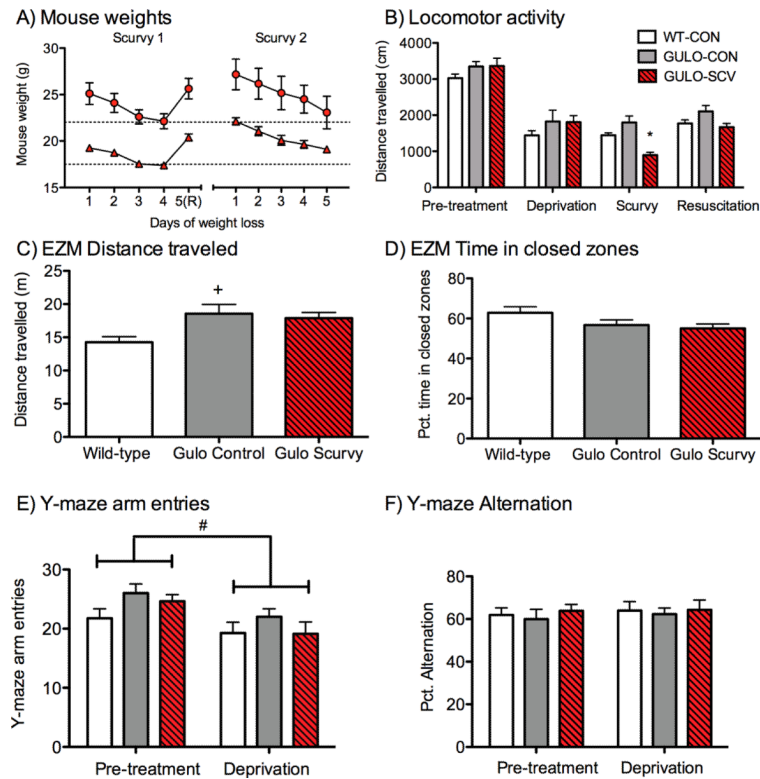 A) Mouse weights
Scurvy 1
Scurvy 2
Mouse weight (g)
30
25
20
15
1 2 3 4 5(R) 1 2 3 4 5
Days of weight loss
B) Locomotor activity
WT-CON
GULO-CON
GULO-SCV
Distance travelled (cm)
4000
3000
2000
1000
0
*
Pre-treatment Deprivation Scurvy Resuscitation
C) EZM Distance traveled
Distance travelled (m)
25
20
15
10
5
0
+
Wild-type Gulo Control Gulo Scurvy
D) EZM Time in closed zones
Pct. time in closed zones
80
60
40
20
0
Wild-type Gulo Control Gulo Scurvy
E) Y-maze arm entries
#
Y-maze arm entries
30
20
10
0
Pre-treatment Deprivation
F) Y-maze Alternation
Pct. Alternation
80
60
40
20
0
Pre-treatment Deprivation